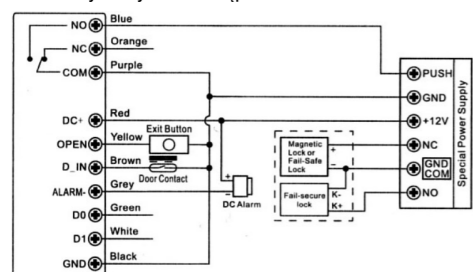 NO Blue
NC Orange
COM Purple
DC+ Red
OPEN Yellow Exit Button
D_IN Brown
Door Contact
ALARM- Grey
+
-
DC Alarm
D0 Green
D1 White
GND Black
Magnetic
Lock or
Fail-Safe
Lock
+
-
Fail-secure
lock
K-
K+
PUSH
GND
+12V
NC
GND
COM
NO
Special Power Supply